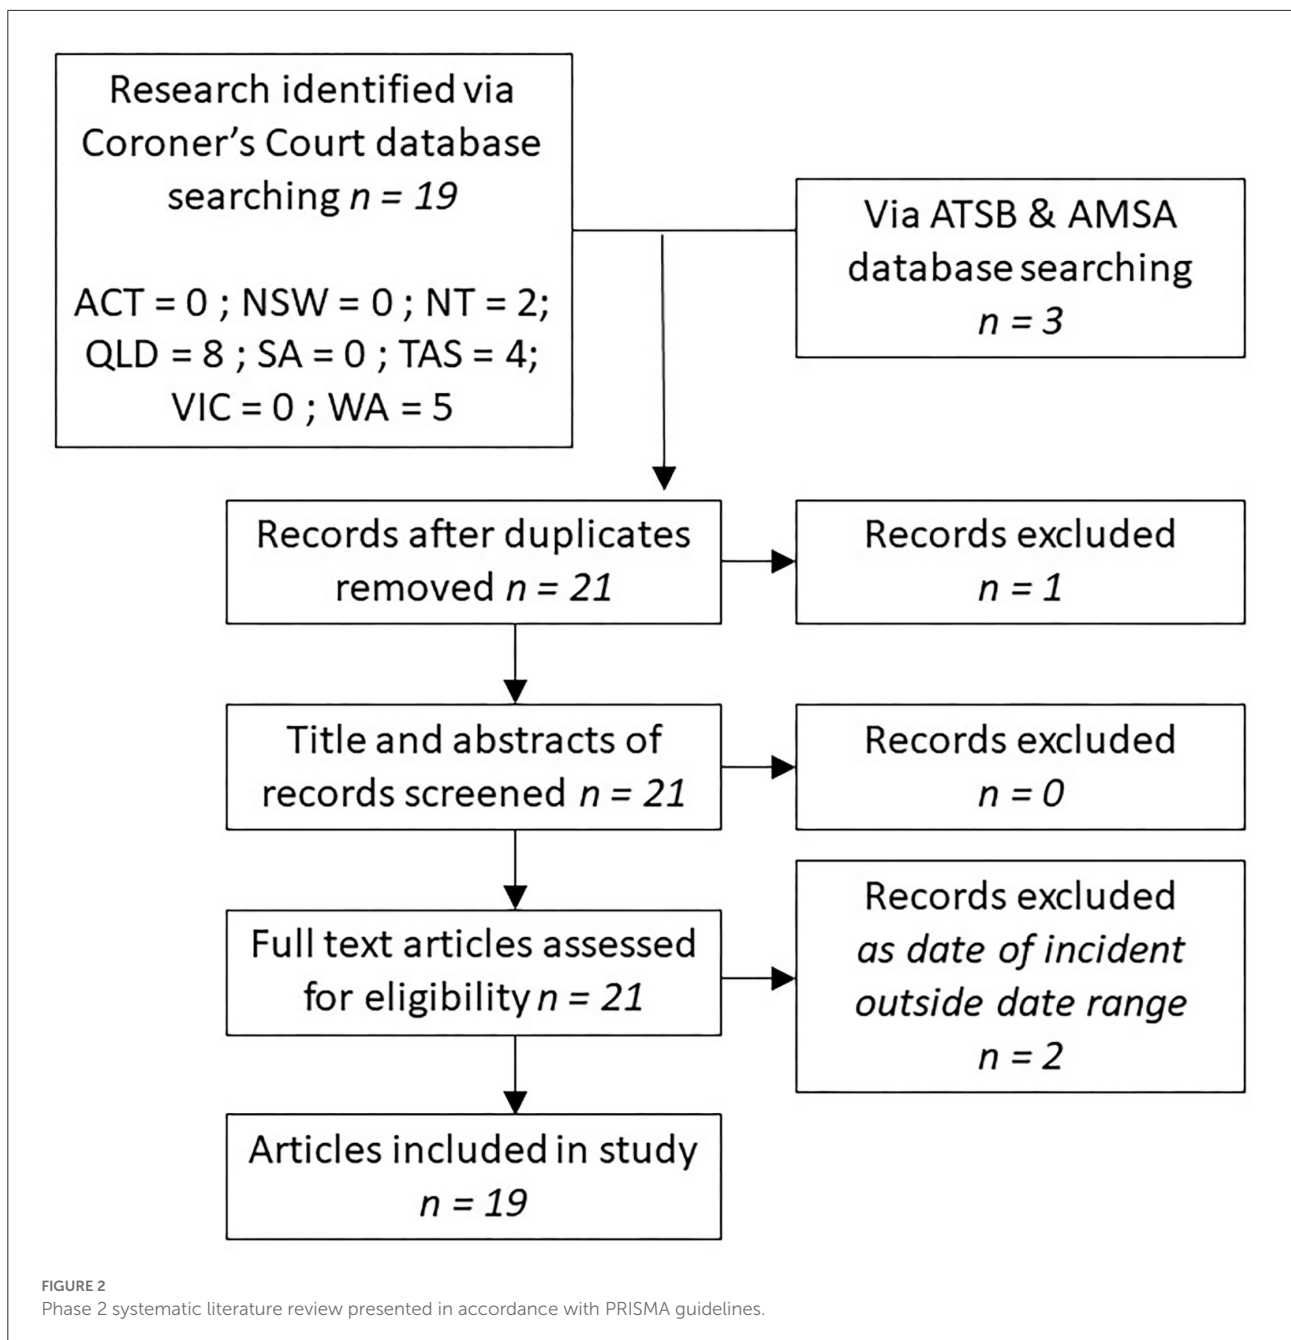 Research identified via
Coroner's Court database
searching n = 19
ACT = 0 ; NSW = 0 ; NT = 2;
QLD = 8 ; SA = 0 ; TAS = 4;
VIC = 0 ; WA = 5
Via ATSB & AMSA
database searching
n = 3
Records after duplicates
removed n = 21
Records excluded
n = 1
Title and abstracts of
records screened n = 21
Records excluded
n = 0
Full text articles assessed
for eligibility n = 21
Records excluded
as date of incident
outside date range
n = 2
Articles included in study
n = 19
FIGURE 2
Phase 2 systematic literature review presented in accordance with PRISMA guidelines.